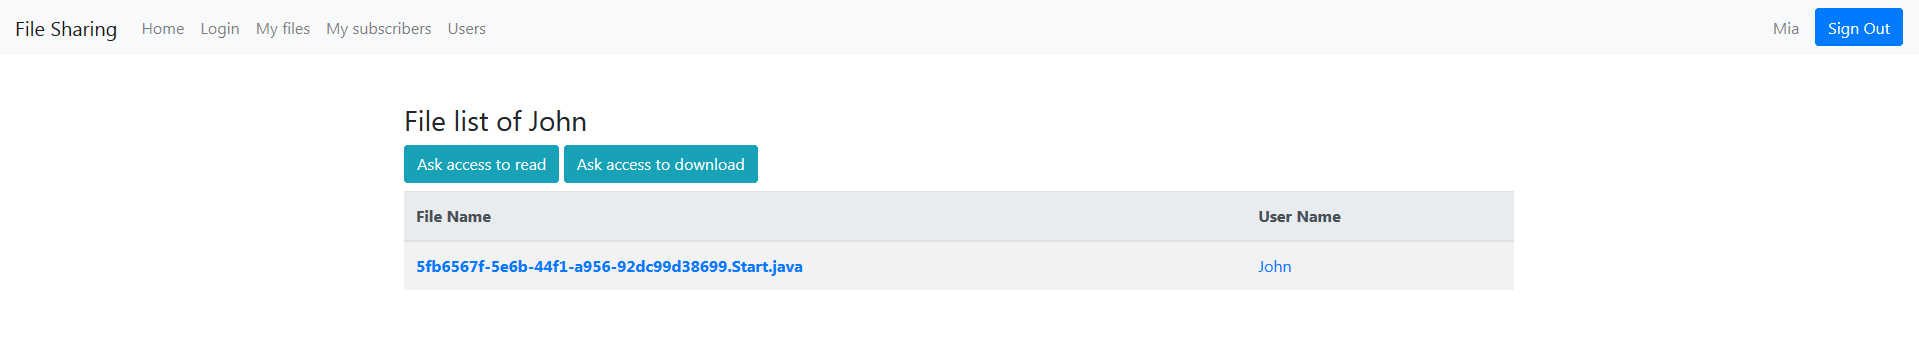 File Sharing Home Login My files My subscribers Users Mia Sign Out
File list of John
Ask access to read Ask access to download
File Name User Name
5fb6567f-5e6b-44f1-a956-92dc99d38699.Start.java John